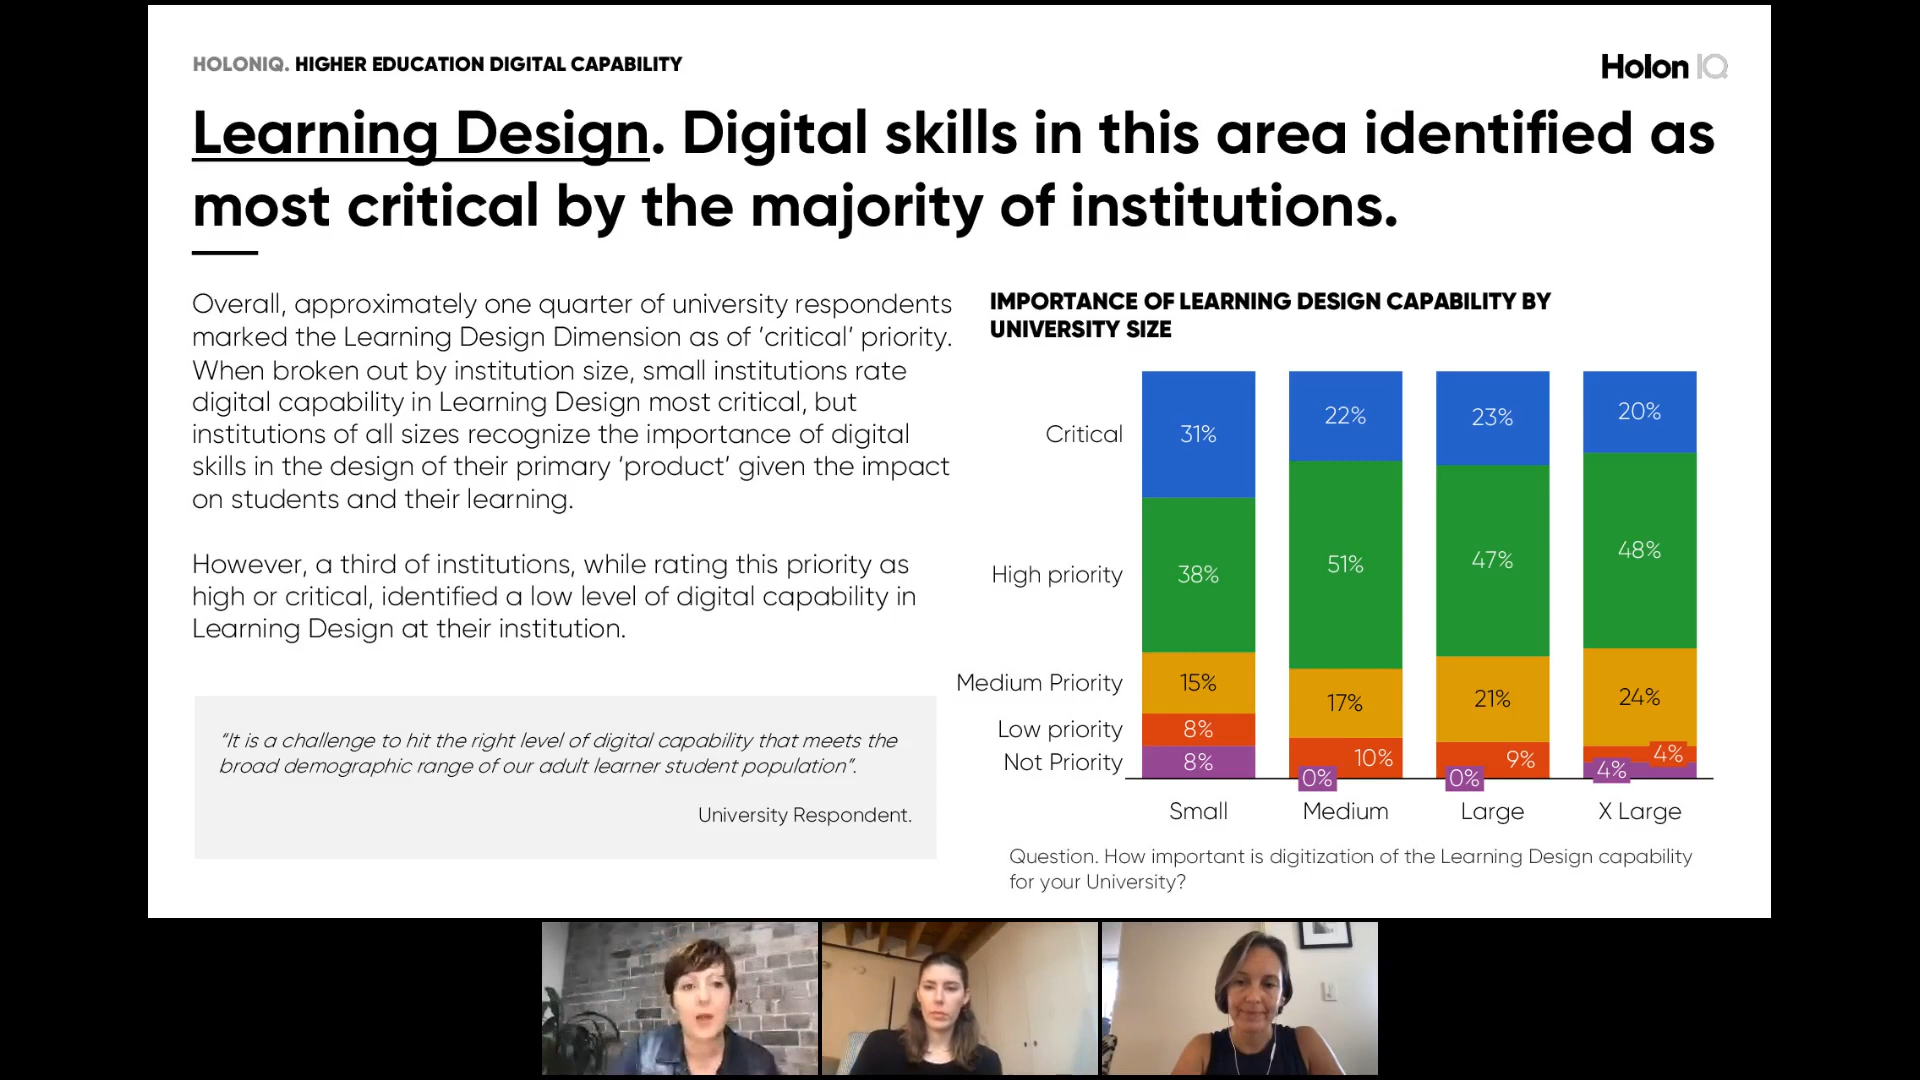 HOLONIQ. HIGHER EDUCATION DIGITAL CAPABILITY
Holon IQ
Learning Design. Digital skills in this area identified as
most critical by the majority of institutions.
Overall, approximately one quarter of university respondents
marked the Learning Design Dimension as of ‘critical’ priority.
When broken out by institution size, small institutions rate
digital capability in Learning Design most critical, but
institutions of all sizes recognize the importance of digital
skills in the design of their primary ‘product’ given the impact
on students and their learning.
However, a third of institutions, while rating this priority as
high or critical, identified a low level of digital capability in
Learning Design at their institution.
“It is a challenge to hit the right level of digital capability that meets the
broad demographic range of our adult learner student population”.
University Respondent.
IMPORTANCE OF LEARNING DESIGN CAPABILITY BY
UNIVERSITY SIZE
Critical 31% 22% 23% 20%
High priority 38% 51% 47% 48%
Medium Priority 15% 17% 21% 24%
Low priority 8% 10% 9% 4%
Not Priority 8% 0% 0% 4%
Small Medium Large X Large
Question. How important is digitization of the Learning Design capability
for your University?